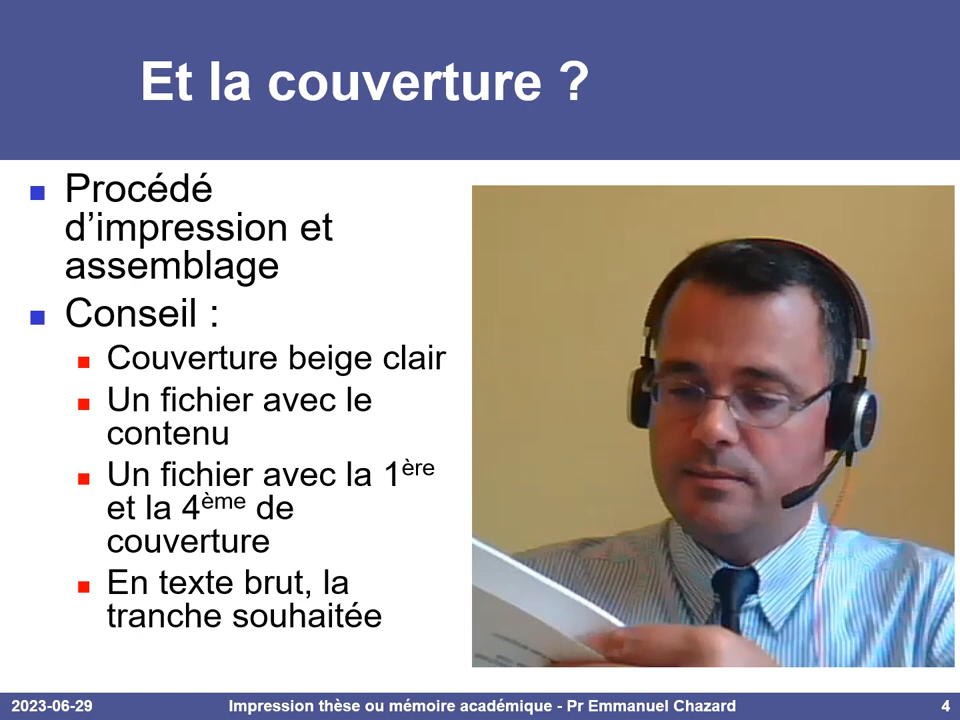 Et la couverture ?
Procédé
d’impression et
assemblage
Conseil :
Couverture beige clair
Un fichier avec le
contenu
Un fichier avec la 1ère
et la 4ème de
couverture
En texte brut, la
tranche souhaitée
2023-06-29
Impression thèse ou mémoire académique - Pr Emmanuel Chazard
4